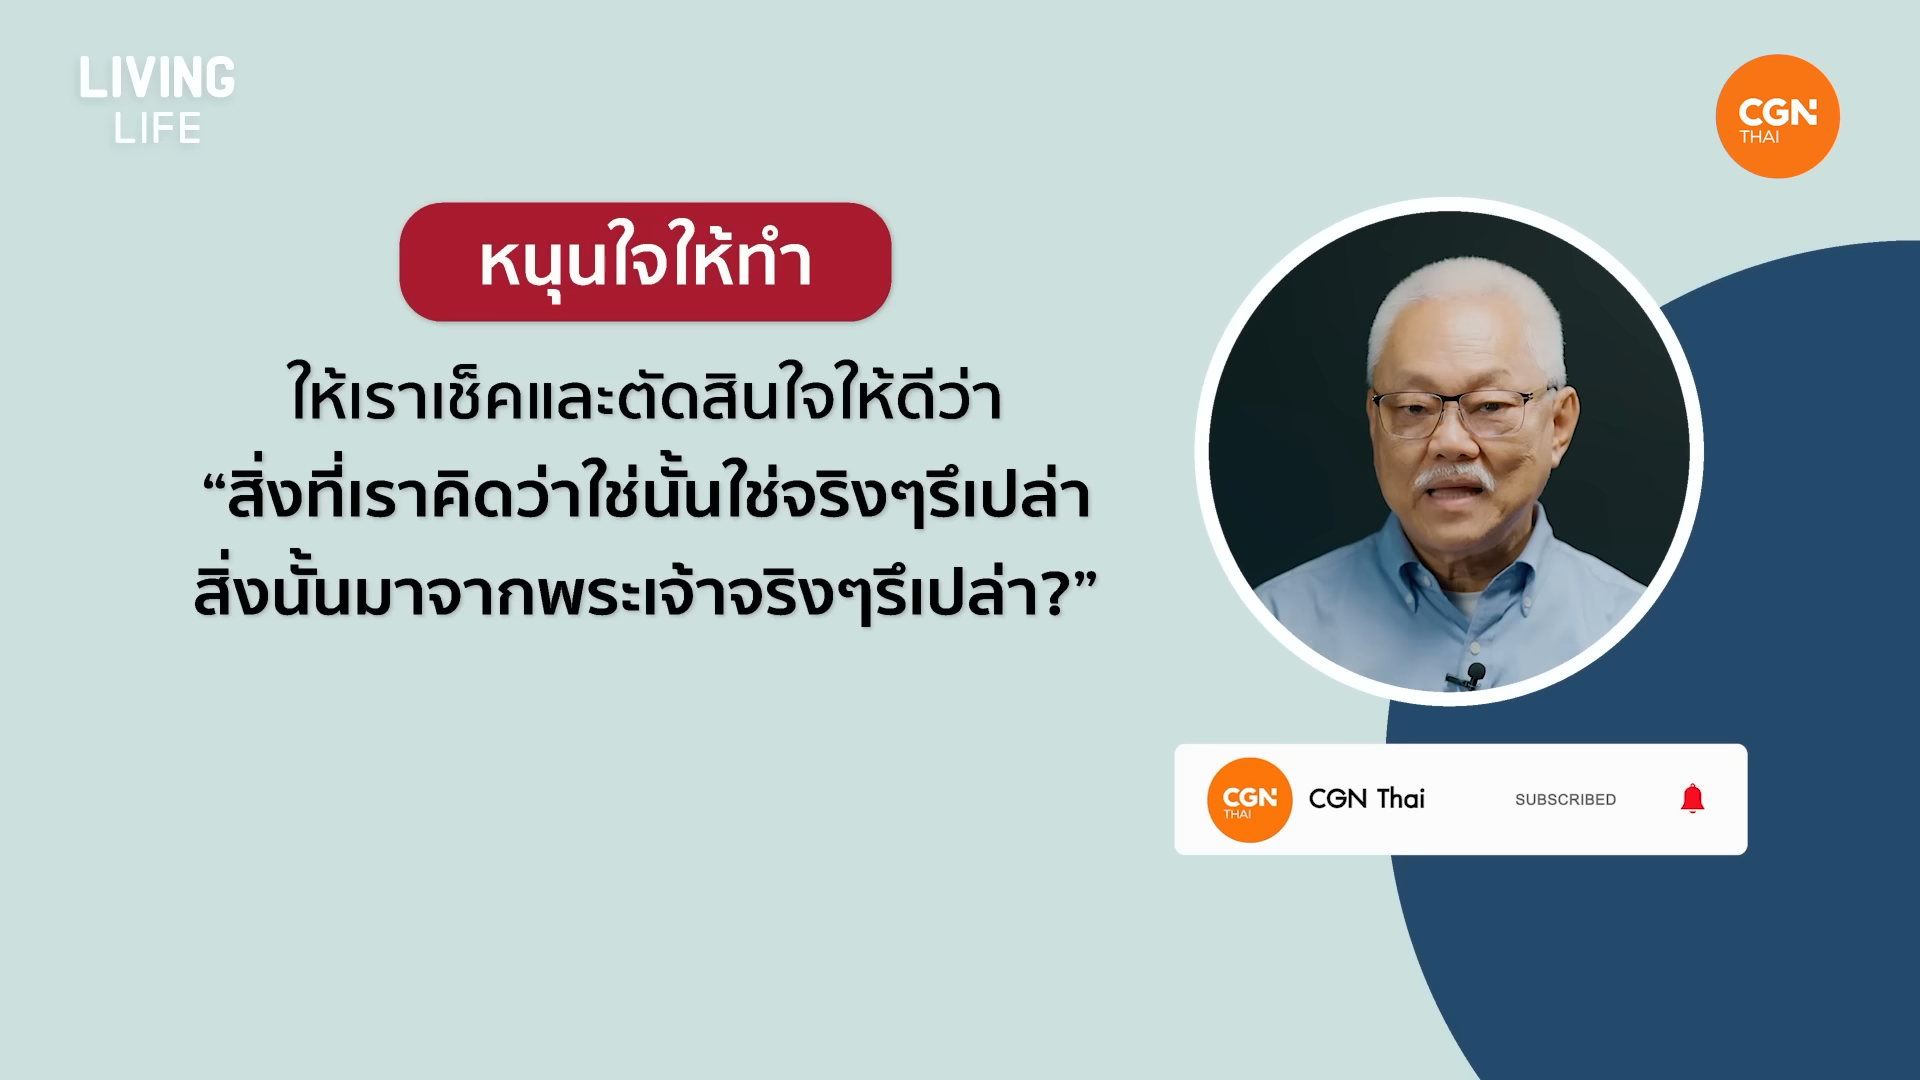 LIVING
LIFE
CGN
THAI
หนุนใจให้ทำ
ให้เราเช็คและตัดสินใจให้ดีว่า
“สิ่งที่เราคิดว่าใช่นั้นใช่จริงๆรึเปล่า
สิ่งนั้นมาจากพระเจ้าจริงๆรึเปล่า?”
CGN
THAI
CGN Thai
SUBSCRIBED